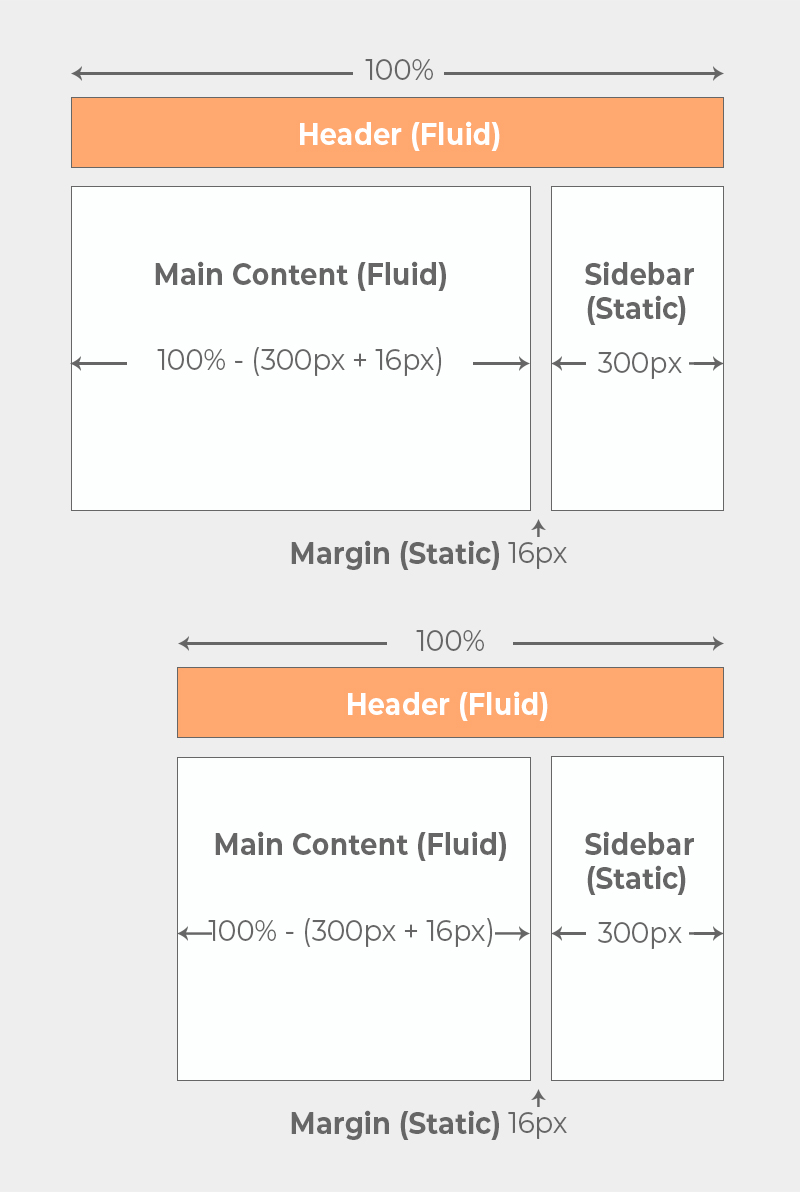 100%
Header (Fluid)
Main Content (Fluid)
100% - (300px + 16px)
Sidebar
(Static)
300px
Margin (Static) 16px
100%
Header (Fluid)
Main Content (Fluid)
100% - (300px + 16px)
Sidebar
(Static)
300px
Margin (Static) 16px